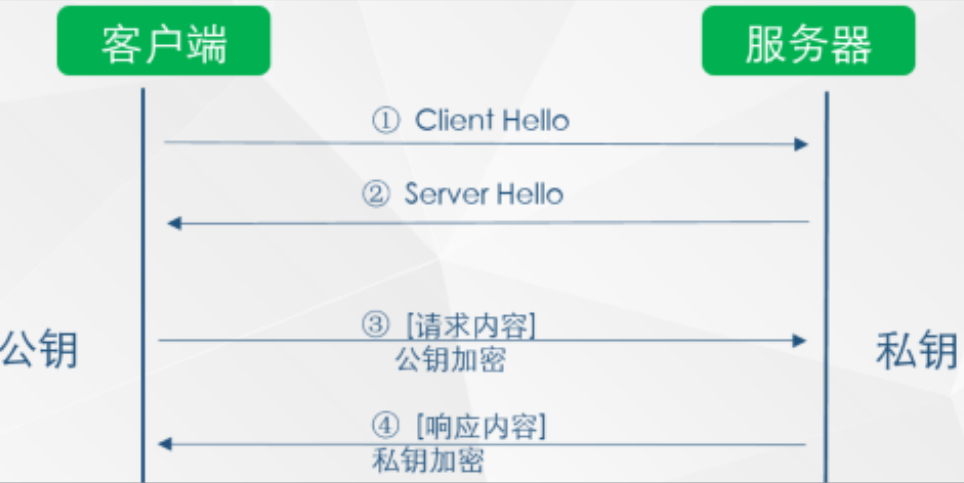 客户端
服务器
① Client Hello
② Server Hello
③ [请求内容]
公钥
公钥加密
私钥
④ [响应内容]
私钥加密